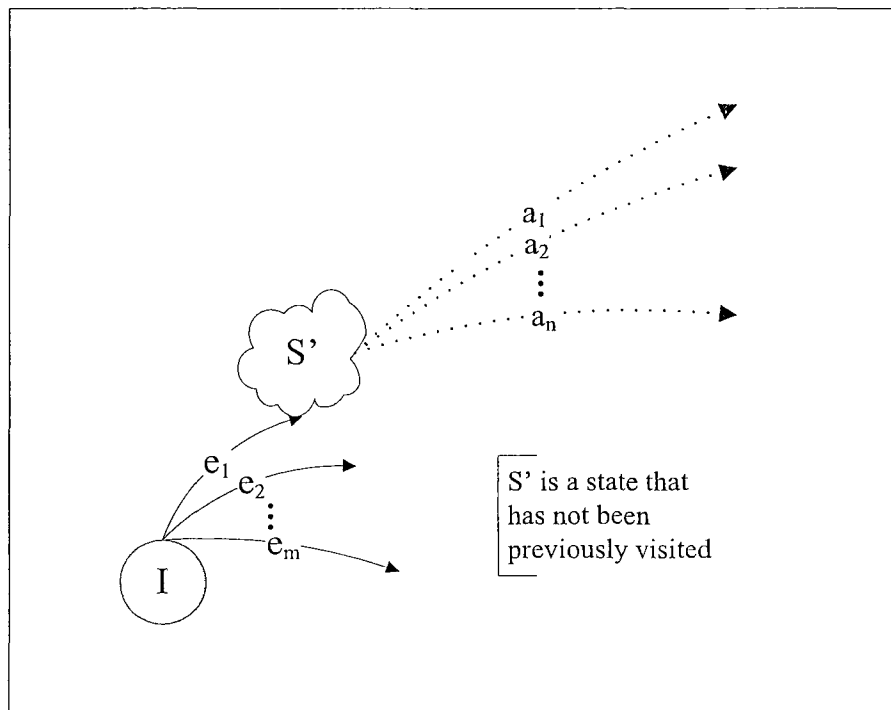 a₁
a₂
⋮
aₙ
S’
e₁
e₂
⋮
eₘ
I
S’ is a state that
has not been
previously visited